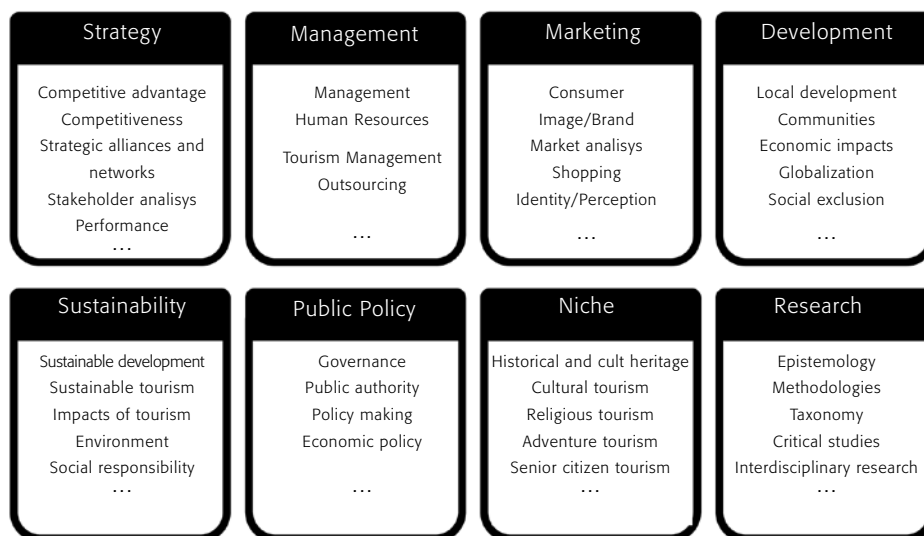 Strategy
Competitive advantage
Competitiveness
Strategic alliances and
networks
Stakeholder analisys
Performance
...
Management
Management
Human Resources
Tourism Management
Outsourcing
...
Marketing
Consumer
Image/Brand
Market analisys
Shopping
Identity/Perception
...
Development
Local development
Communities
Economic impacts
Globalization
Social exclusion
...
Sustainability
Sustainable development
Sustainable tourism
Impacts of tourism
Environment
Social responsibility
...
Public Policy
Governance
Public authority
Policy making
Economic policy
...
Niche
Historical and cult heritage
Cultural tourism
Religious tourism
Adventure tourism
Senior citizen tourism
...
Research
Epistemology
Methodologies
Taxonomy
Critical studies
Interdisciplinary research
...